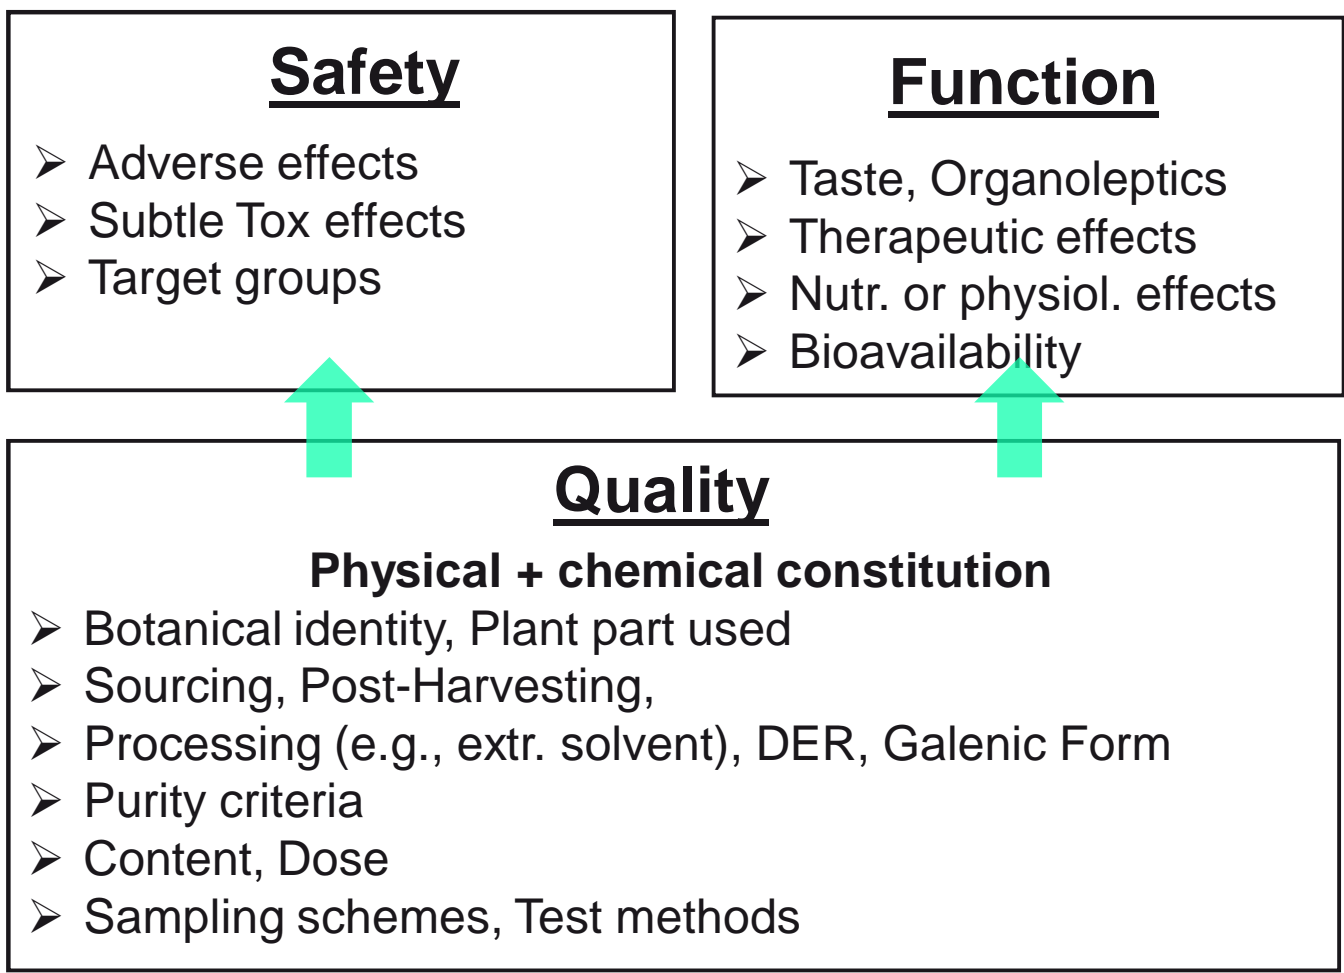 Safety
➢ Adverse effects
➢ Subtle Tox effects
➢ Target groups
Function
➢ Taste, Organoleptics
➢ Therapeutic effects
➢ Nutr. or physiol. effects
➢ Bioavailability
Quality
Physical + chemical constitution
➢ Botanical identity, Plant part used
➢ Sourcing, Post-Harvesting,
➢ Processing (e.g., extr. solvent), DER, Galenic Form
➢ Purity criteria
➢ Content, Dose
➢ Sampling schemes, Test methods